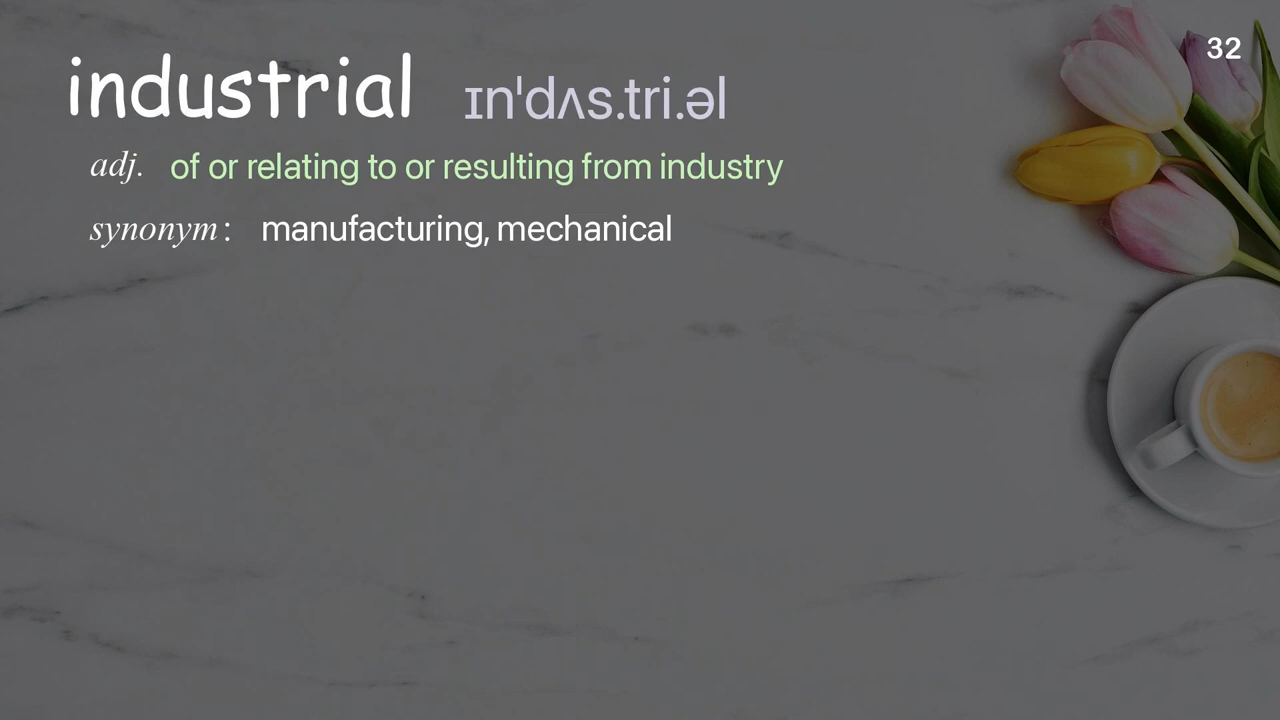 32
industrial ɪnˈdʌs.tri.əl
adj. of or relating to or resulting from industry
synonym : manufacturing, mechanical